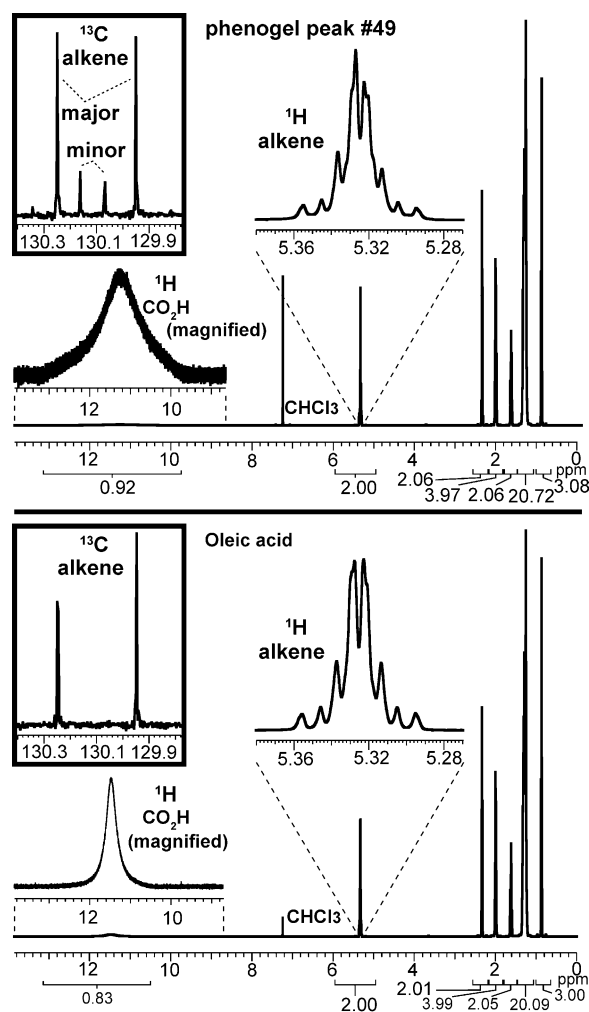 phenogel peak #49
13C
alkene
major
minor
130.3 130.1 129.9
1H
alkene
5.36 5.32 5.28
1H
CO2H
(magnified)
12 10
CHCl3
12 10 8 6 4 2 0
ppm
0.92 2.00 2.06 3.97 2.06 20.72 3.08
Oleic acid
13C
alkene
130.3 130.1 129.9
1H
alkene
5.36 5.32 5.28
1H
CO2H
(magnified)
12 10
CHCl3
12 10 8 6 4 2 0
ppm
0.83 2.00 2.01 3.99 2.05 20.09 3.00